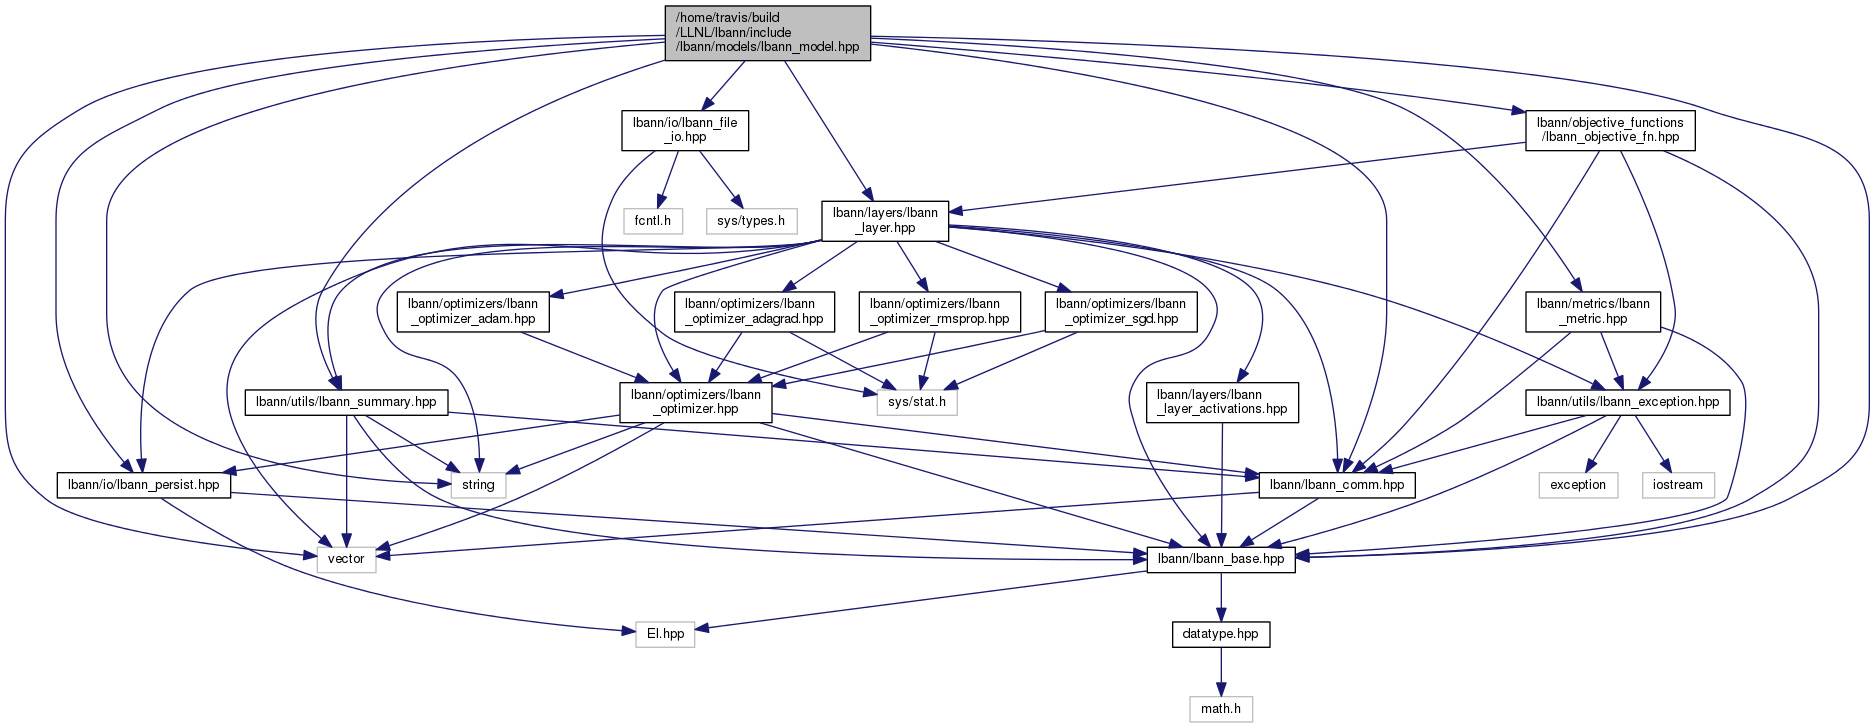 /home/travis/build
/LLNL/lbann/include
/lbann/models/lbann_model.hpp
lbann/io/lbann_file
_io.hpp
lbann/objective_functions
/lbann_objective_fn.hpp
fcntl.h
sys/types.h
lbann/layers/lbann
_layer.hpp
lbann/optimizers/lbann
_optimizer_adam.hpp
lbann/optimizers/lbann
_optimizer_adagrad.hpp
lbann/optimizers/lbann
_optimizer_rmsprop.hpp
lbann/optimizers/lbann
_optimizer_sgd.hpp
lbann/metrics/lbann
_metric.hpp
lbann/utils/lbann_summary.hpp
lbann/optimizers/lbann
_optimizer.hpp
sys/stat.h
lbann/layers/lbann
_layer_activations.hpp
lbann/utils/lbann_exception.hpp
lbann/io/lbann_persist.hpp
string
lbann/lbann_comm.hpp
exception
iostream
vector
lbann/lbann_base.hpp
El.hpp
datatype.hpp
math.h